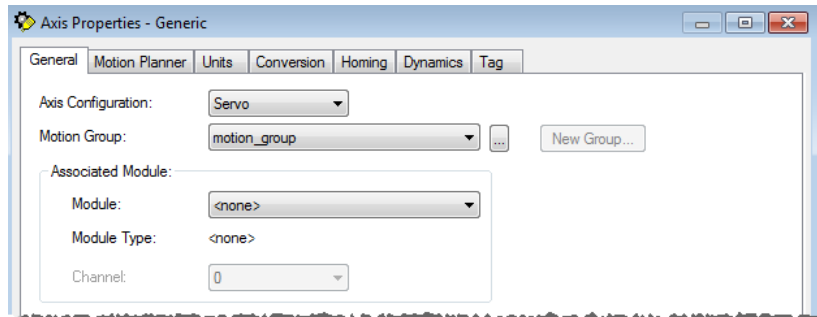 Axis Properties - Generic
General Motion Planner Units Conversion Homing Dynamics Tag
Axis Configuration: Servo
Motion Group: motion_group ... New Group...
Associated Module:
Module: <none>
Module Type: <none>
Channel: 0